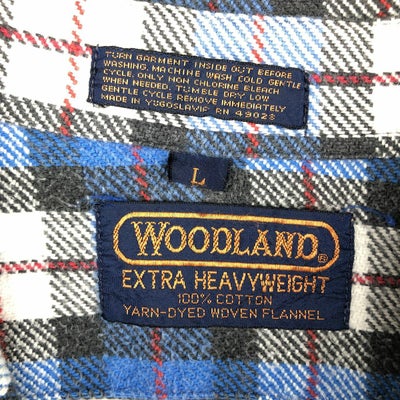 TURN GARMENT INSIDE OUT BEFORE
WASHING. MACHINE WASH COLD GENTLE
CYCLE. ONLY NON CHLORINE BLEACH
WHEN NEEDED. TUMBLE DRY LOW
GENTLE CYCLE REMOVE IMMEDIATELY
MADE IN YUGOSLAVIA RN 49028
L
WOODLAND®
EXTRA HEAVYWEIGHT
100% COTTON
YARN-DYED WOVEN FLANNEL